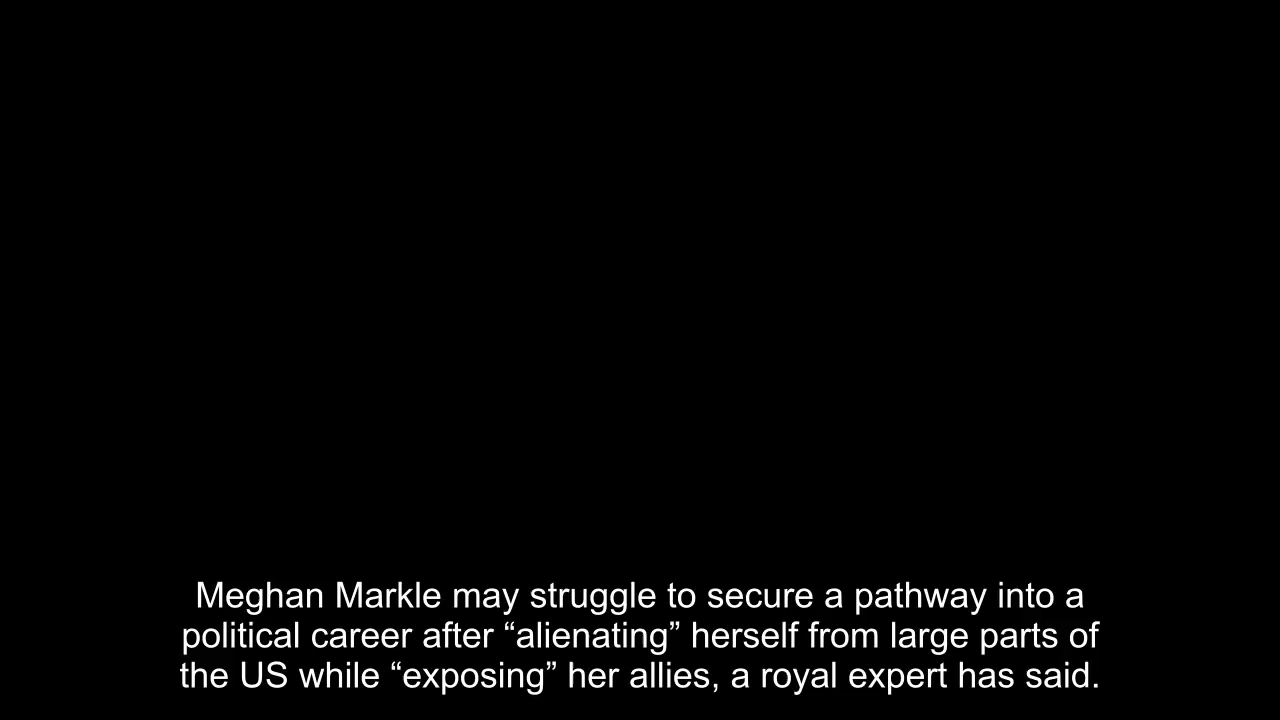 Meghan Markle may struggle to secure a pathway into a
political career after “alienating” herself from large parts of
the US while “exposing” her allies, a royal expert has said.